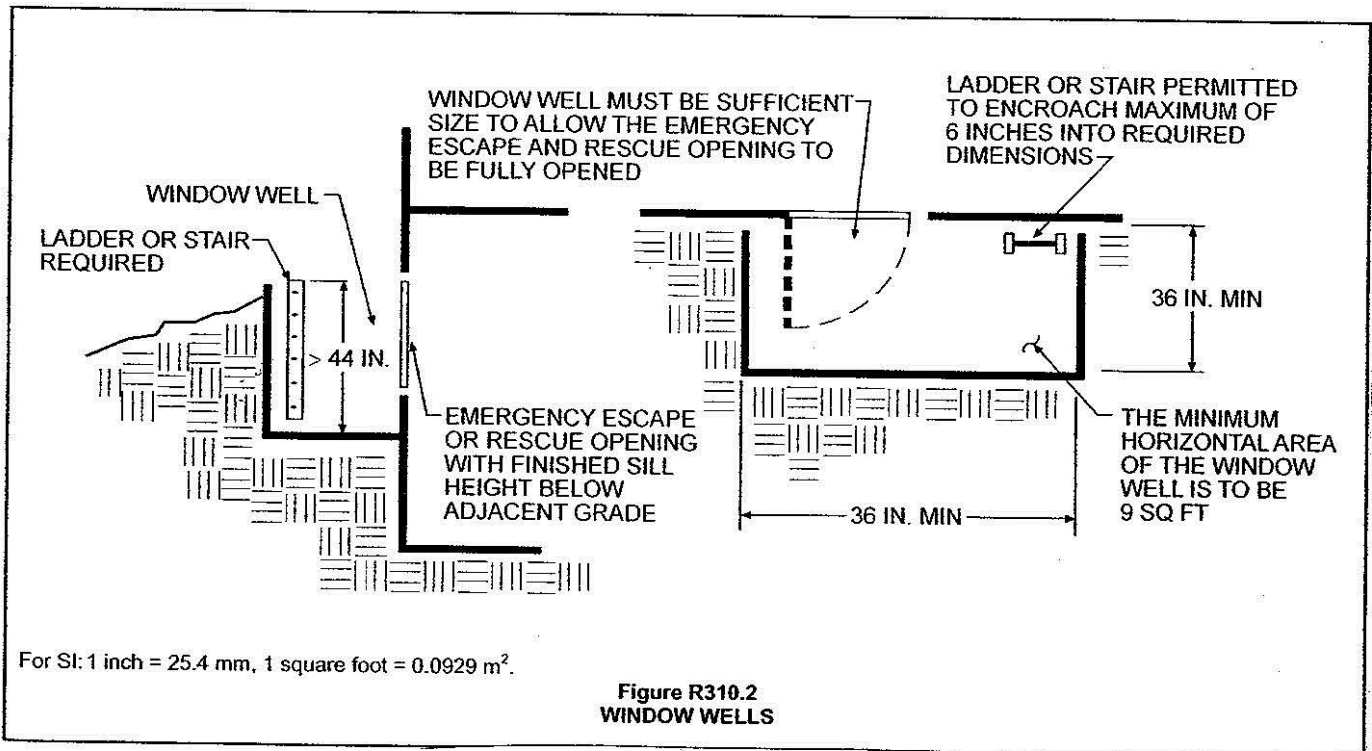 WINDOW WELL MUST BE SUFFICIENT
SIZE TO ALLOW THE EMERGENCY
ESCAPE AND RESCUE OPENING TO
BE FULLY OPENED
LADDER OR STAIR PERMITTED
TO ENCROACH MAXIMUM OF
6 INCHES INTO REQUIRED
DIMENSIONS
WINDOW WELL
LADDER OR STAIR
REQUIRED
> 44 IN.
36 IN. MIN
EMERGENCY ESCAPE
OR RESCUE OPENING
WITH FINISHED SILL
HEIGHT BELOW
ADJACENT GRADE
36 IN. MIN
THE MINIMUM
HORIZONTAL AREA
OF THE WINDOW
WELL IS TO BE
9 SQ FT
For SI: 1 inch = 25.4 mm, 1 square foot = 0.0929 m².
Figure R310.2
WINDOW WELLS